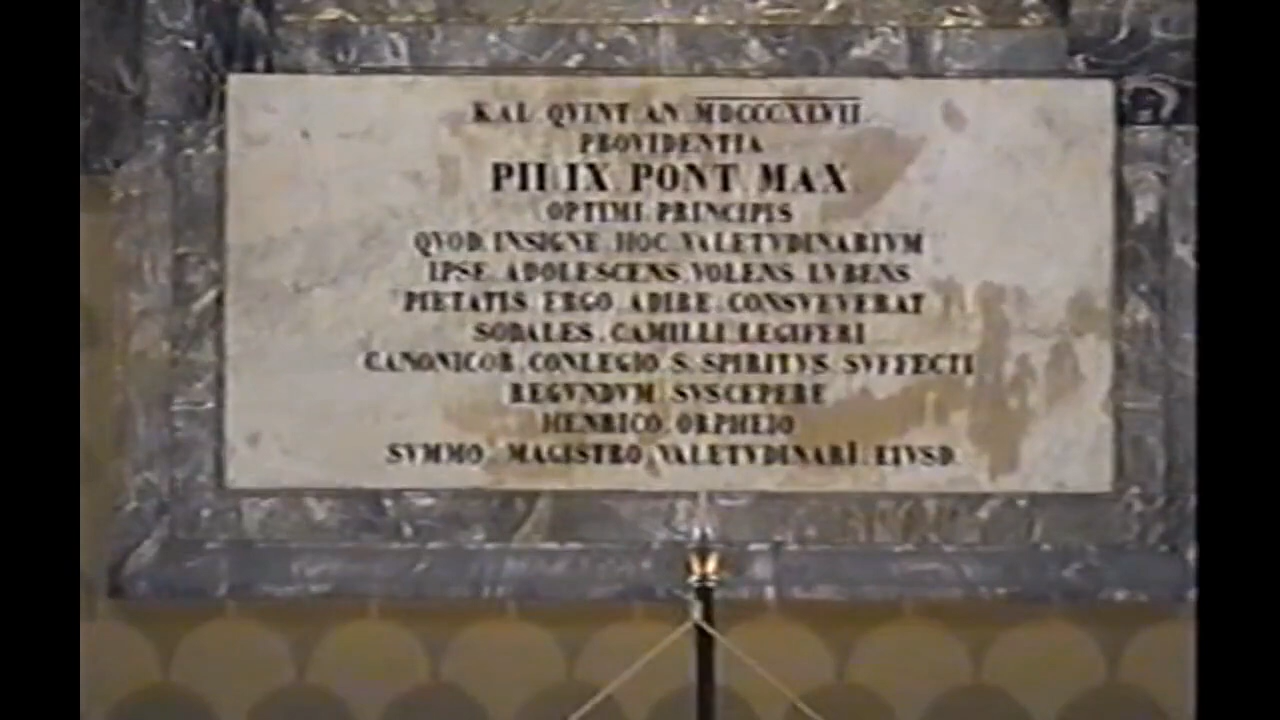 KAL QVINT AN MDCCCXLVII
PROVIDENTIA
PII IX PONT MAX
OPTIMI PRINCIPIS
QVOD INSIGNE HOC VALETVDINARIVM
IPSE ADOLESCENS VOLENS LVBENS
PIETATIS ERGO ADIRE CONSVEVERAT
SODALES CAMILLI LEGIFERI
CANONICOR CONLEGIO S SPIRITVS SVFFECTI
REGVNDVM SVSCEPERE
HENRICO ORPHEIO
SVMMO MAGISTRO VALETVDINARI EIVSD